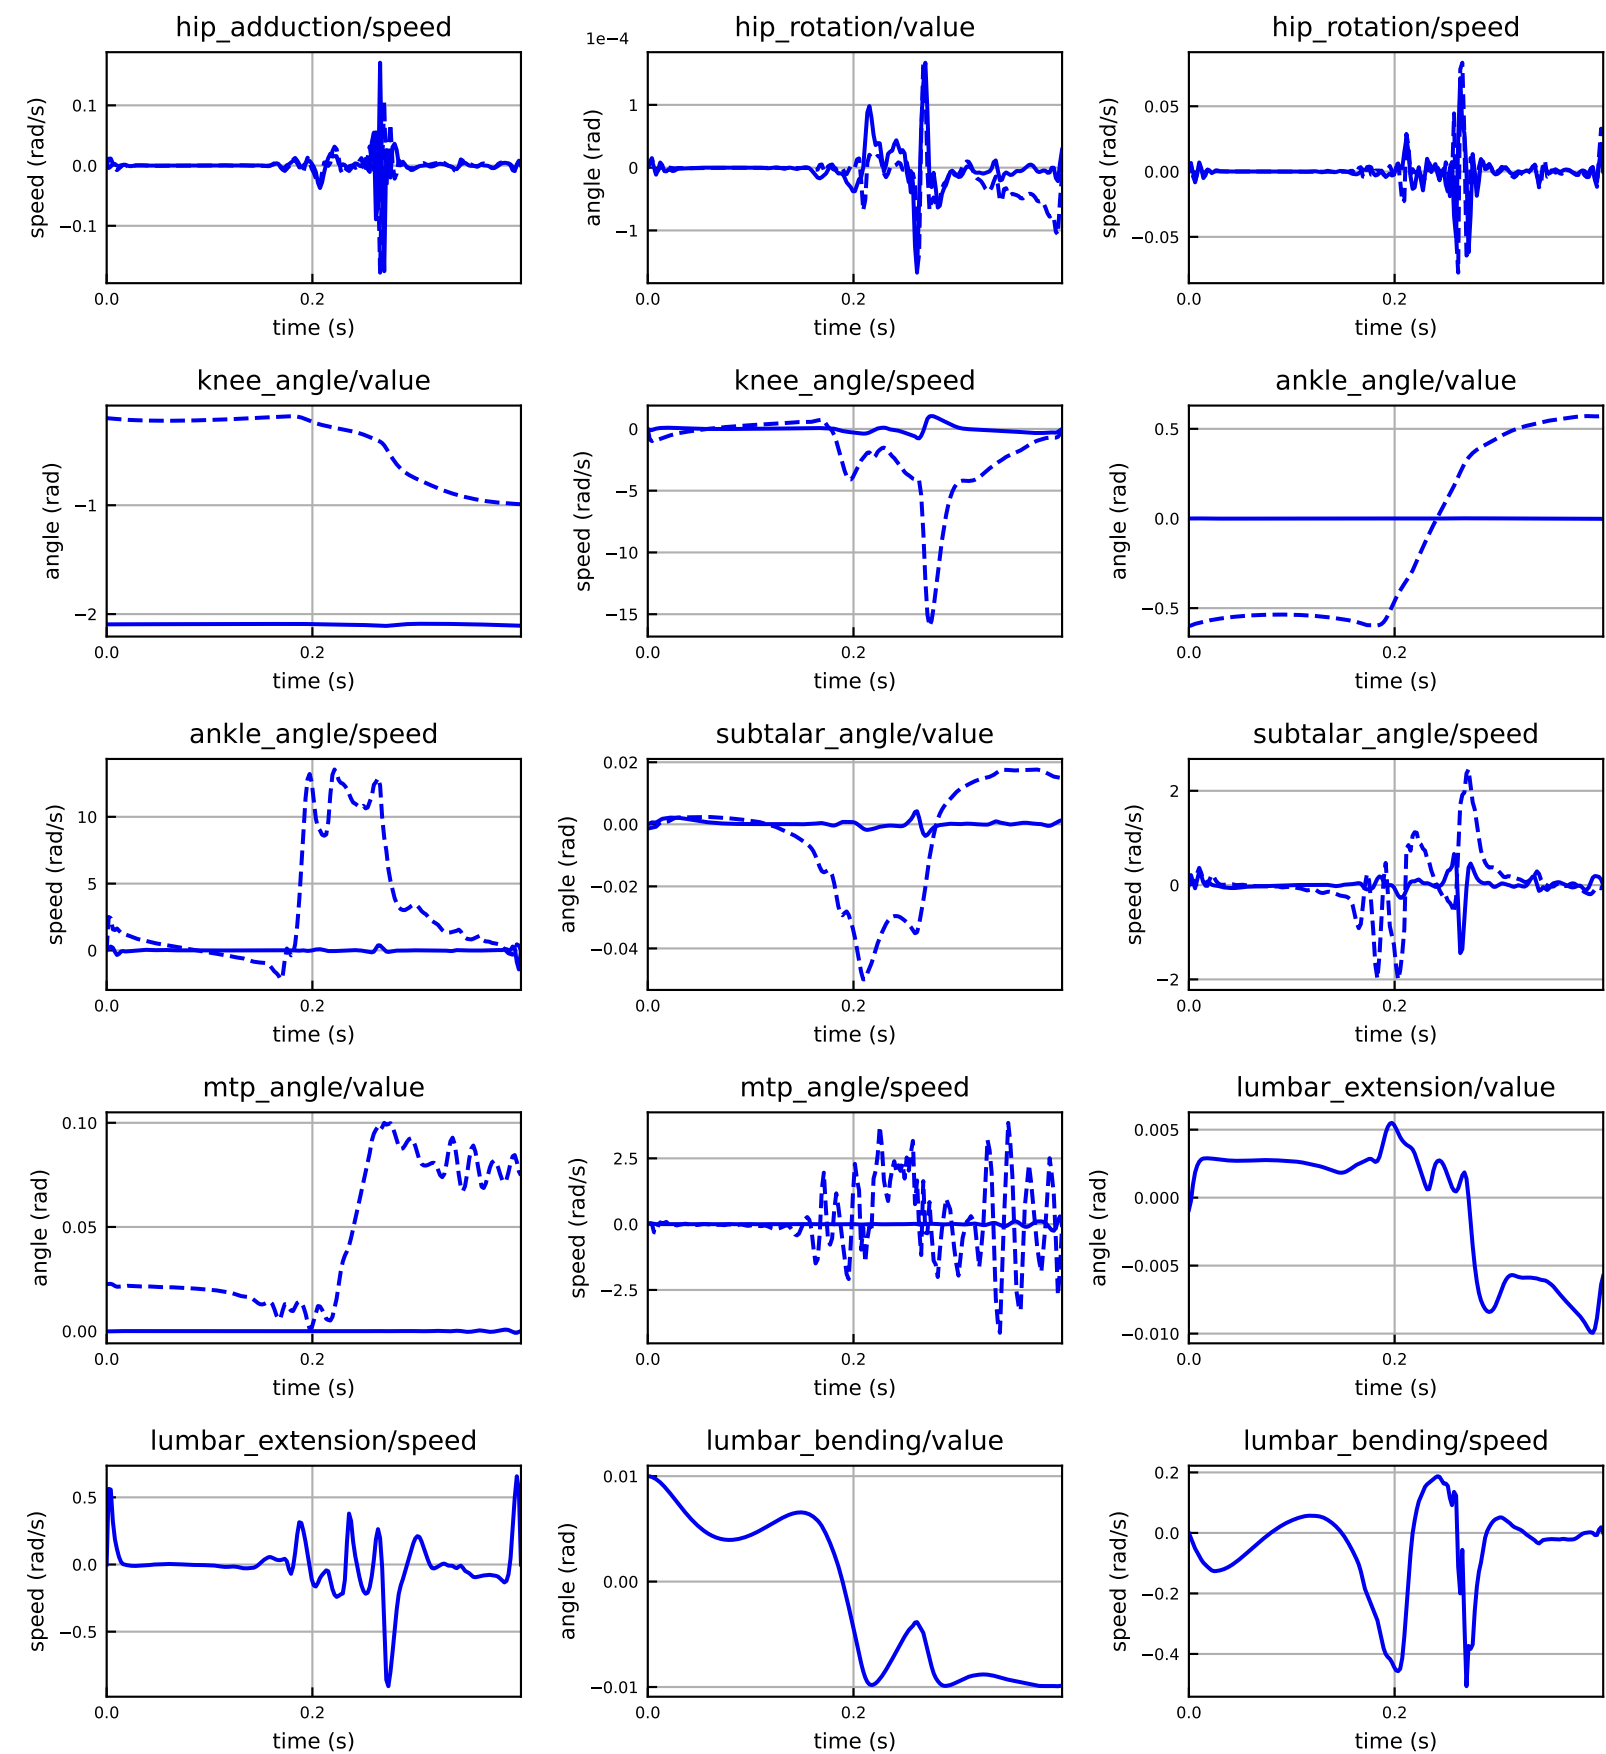 hip_adduction/speed
speed (rad/s)
0.1
0.0
−0.1
0.0
0.2
time (s)
hip_rotation/value
1e−4
angle (rad)
1
0
−1
0.0
0.2
time (s)
hip_rotation/speed
speed (rad/s)
0.05
0.00
−0.05
0.0
0.2
time (s)
knee_angle/value
angle (rad)
−1
−2
0.0
0.2
time (s)
knee_angle/speed
speed (rad/s)
0
−5
−10
−15
0.0
0.2
time (s)
ankle_angle/value
angle (rad)
0.5
0.0
−0.5
0.0
0.2
time (s)
ankle_angle/speed
speed (rad/s)
10
5
0
0.0
0.2
time (s)
subtalar_angle/value
angle (rad)
0.02
0.00
−0.02
−0.04
0.0
0.2
time (s)
subtalar_angle/speed
speed (rad/s)
2
0
−2
0.0
0.2
time (s)
mtp_angle/value
angle (rad)
0.10
0.05
0.00
0.0
0.2
time (s)
mtp_angle/speed
speed (rad/s)
2.5
0.0
−2.5
0.0
0.2
time (s)
lumbar_extension/value
angle (rad)
0.005
0.000
−0.005
−0.010
0.0
0.2
time (s)
lumbar_extension/speed
speed (rad/s)
0.5
0.0
−0.5
0.0
0.2
time (s)
lumbar_bending/value
angle (rad)
0.01
0.00
−0.01
0.0
0.2
time (s)
lumbar_bending/speed
speed (rad/s)
0.2
0.0
−0.2
−0.4
0.0
0.2
time (s)